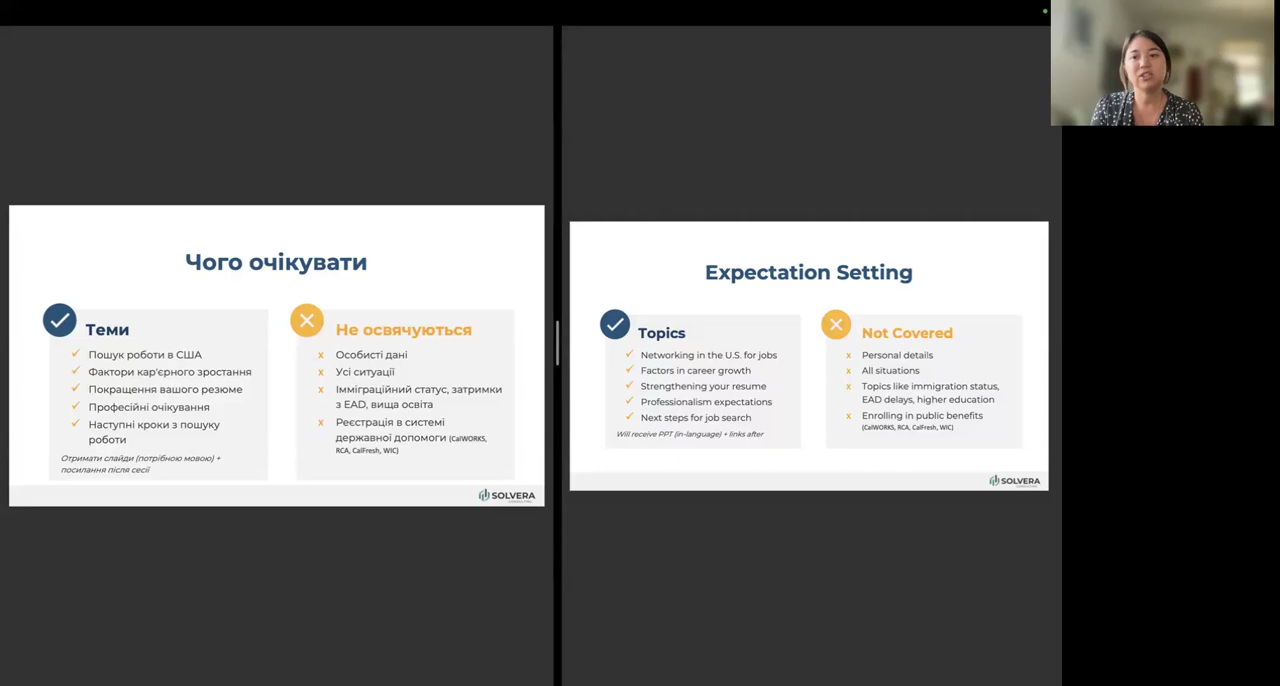 Чого очікувати
Теми
Пошук роботи в США
Фактори кар'єрного зростання
Покращення вашого резюме
Професійні очікування
Наступні кроки з пошуку
роботи
Отримати слайди (потрібною мовою) +
посилання після сесії
Не освячуються
x Особисті дані
x Усі ситуації
x Імміграційний статус, затримки
з EAD, вища освіта
x Реєстрація в системі
державної допомоги (CalWORKS,
RCA, CalFresh, WIC)
SOLVERA
Expectation Setting
Topics
Networking in the U.S. for jobs
Factors in career growth
Strengthening your resume
Professionalism expectations
Next steps for job search
Will receive PPT (in-language) + links after
Not Covered
x Personal details
x All situations
x Topics like immigration status,
EAD delays, higher education
x Enrolling in public benefits
(CalWORKS, RCA, CalFresh, WIC)
SOLVERA